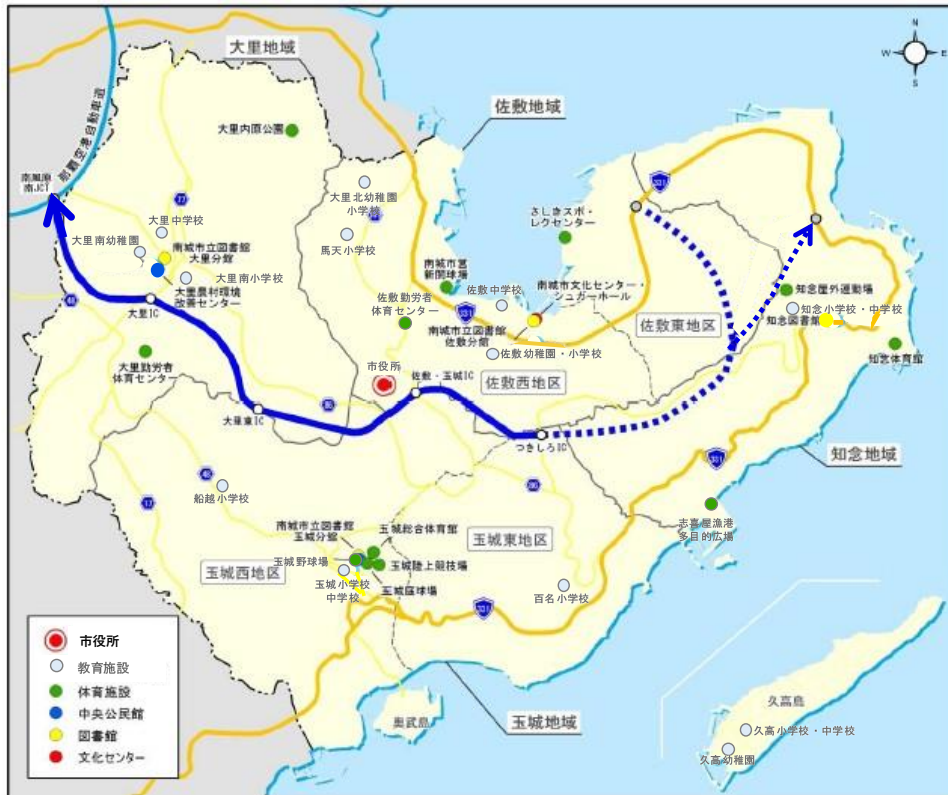 N
W
E
S
大里地域
佐敷地域
那覇空港自動車道
大里内原公園
南風原
南JCT
331
77
大里北幼稚園
小学校
さしきスポ・
レクセンター
大里中学校
大里南幼稚園
南城市立図書館
大里分館
馬天小学校
大里南小学校
南城市営
新開球場
佐敷中学校
南城市文化センター・
シュガーホール
知念屋外運動場
大里農村環境
改善センター
48
大里IC
佐敷勤労者
体育センター
331
南城市立図書館
佐敷分館
佐敷東地区
知念小学校・中学校
知念図書館
佐敷幼稚園・小学校
知念体育館
大里勤労者
体育センター
市役所
佐敷・玉城IC
佐敷西地区
86
大里東IC
つきしろIC
331
知念地域
48
船越小学校
17
志喜屋漁港
多目的広場
南城市立図書館
玉城分館
玉城総合体育館
玉城東地区
玉城野球場
玉城陸上競技場
玉城西地区
玉城小学校
中学校
玉城庭球場
百名小学校
331
市役所
教育施設
体育施設
中央公民館
図書館
文化センター
奥武島
玉城地域
久高島
久高小学校・中学校
久高幼稚園